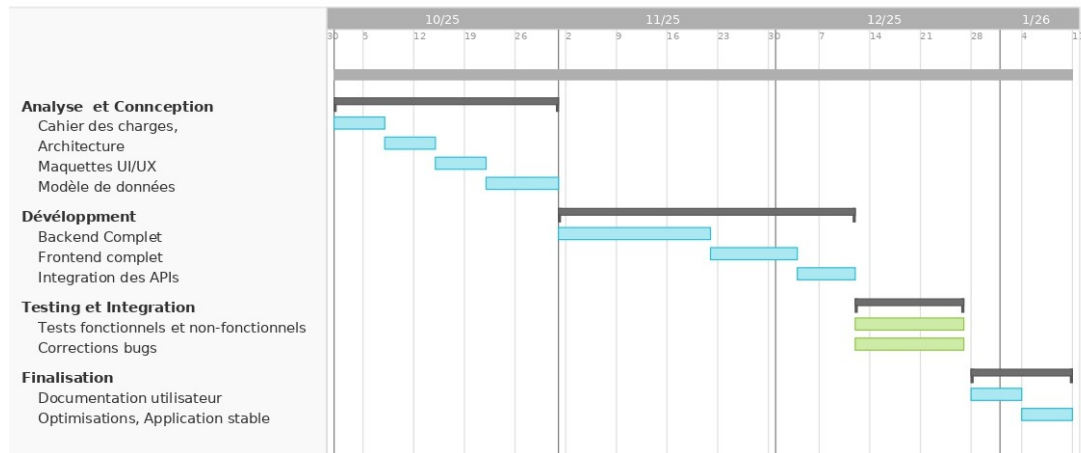 10/25 11/25 12/25 1/26
30 5 12 19 26 2 9 16 23 30 7 14 21 28 4 11
Analyse et Connception
Cahier des charges,
Architecture
Maquettes UI/UX
Modèle de données
Dévéloppment
Backend Complet
Frontend complet
Integration des APIs
Testing et Integration
Tests fonctionnels et non-fonctionnels
Corrections bugs
Finalisation
Documentation utilisateur
Optimisations, Application stable